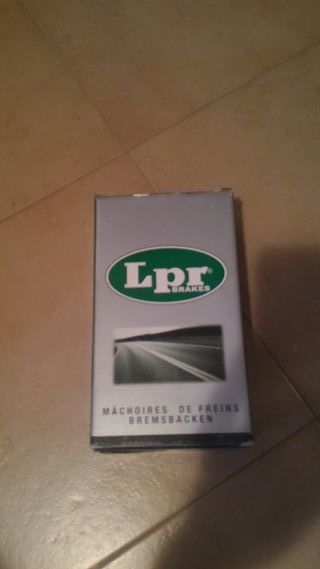 Lpr®
BRAKES
MÂCHOIRES DE FREINS
BREMSBACKEN